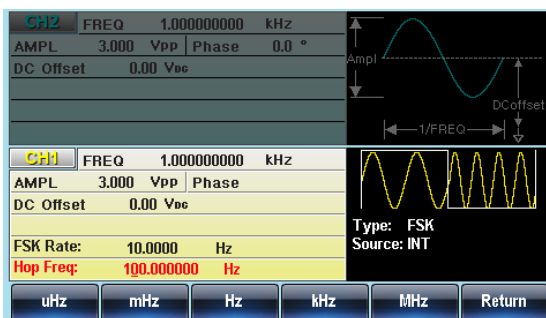 CH2 FREQ 1.000000000 kHz
AMPL 3.000 Vpp Phase 0.0 °
DC Offset 0.00 VDC
Ampl
DCoffset
1/FREQ
CH1 FREQ 1.000000000 kHz
AMPL 3.000 Vpp Phase
DC Offset 0.00 VDC
Type: FSK
Source: INT
FSK Rate: 10.0000 Hz
Hop Freq: 100.000000 Hz
uHz mHz Hz kHz MHz Return